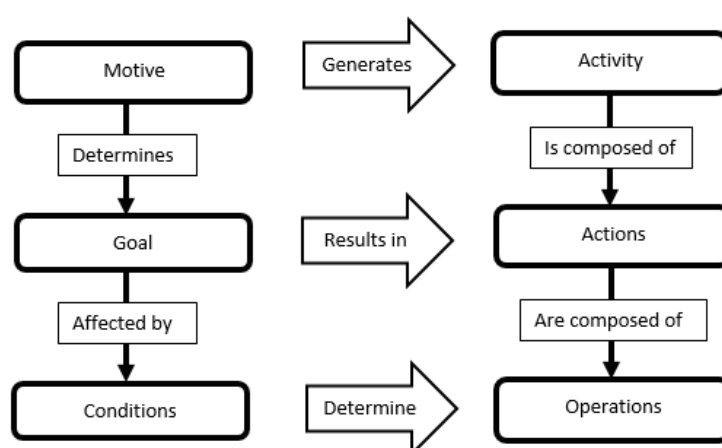 Motive
Generates
Activity
Determines
Is composed of
Goal
Results in
Actions
Affected by
Are composed of
Conditions
Determine
Operations